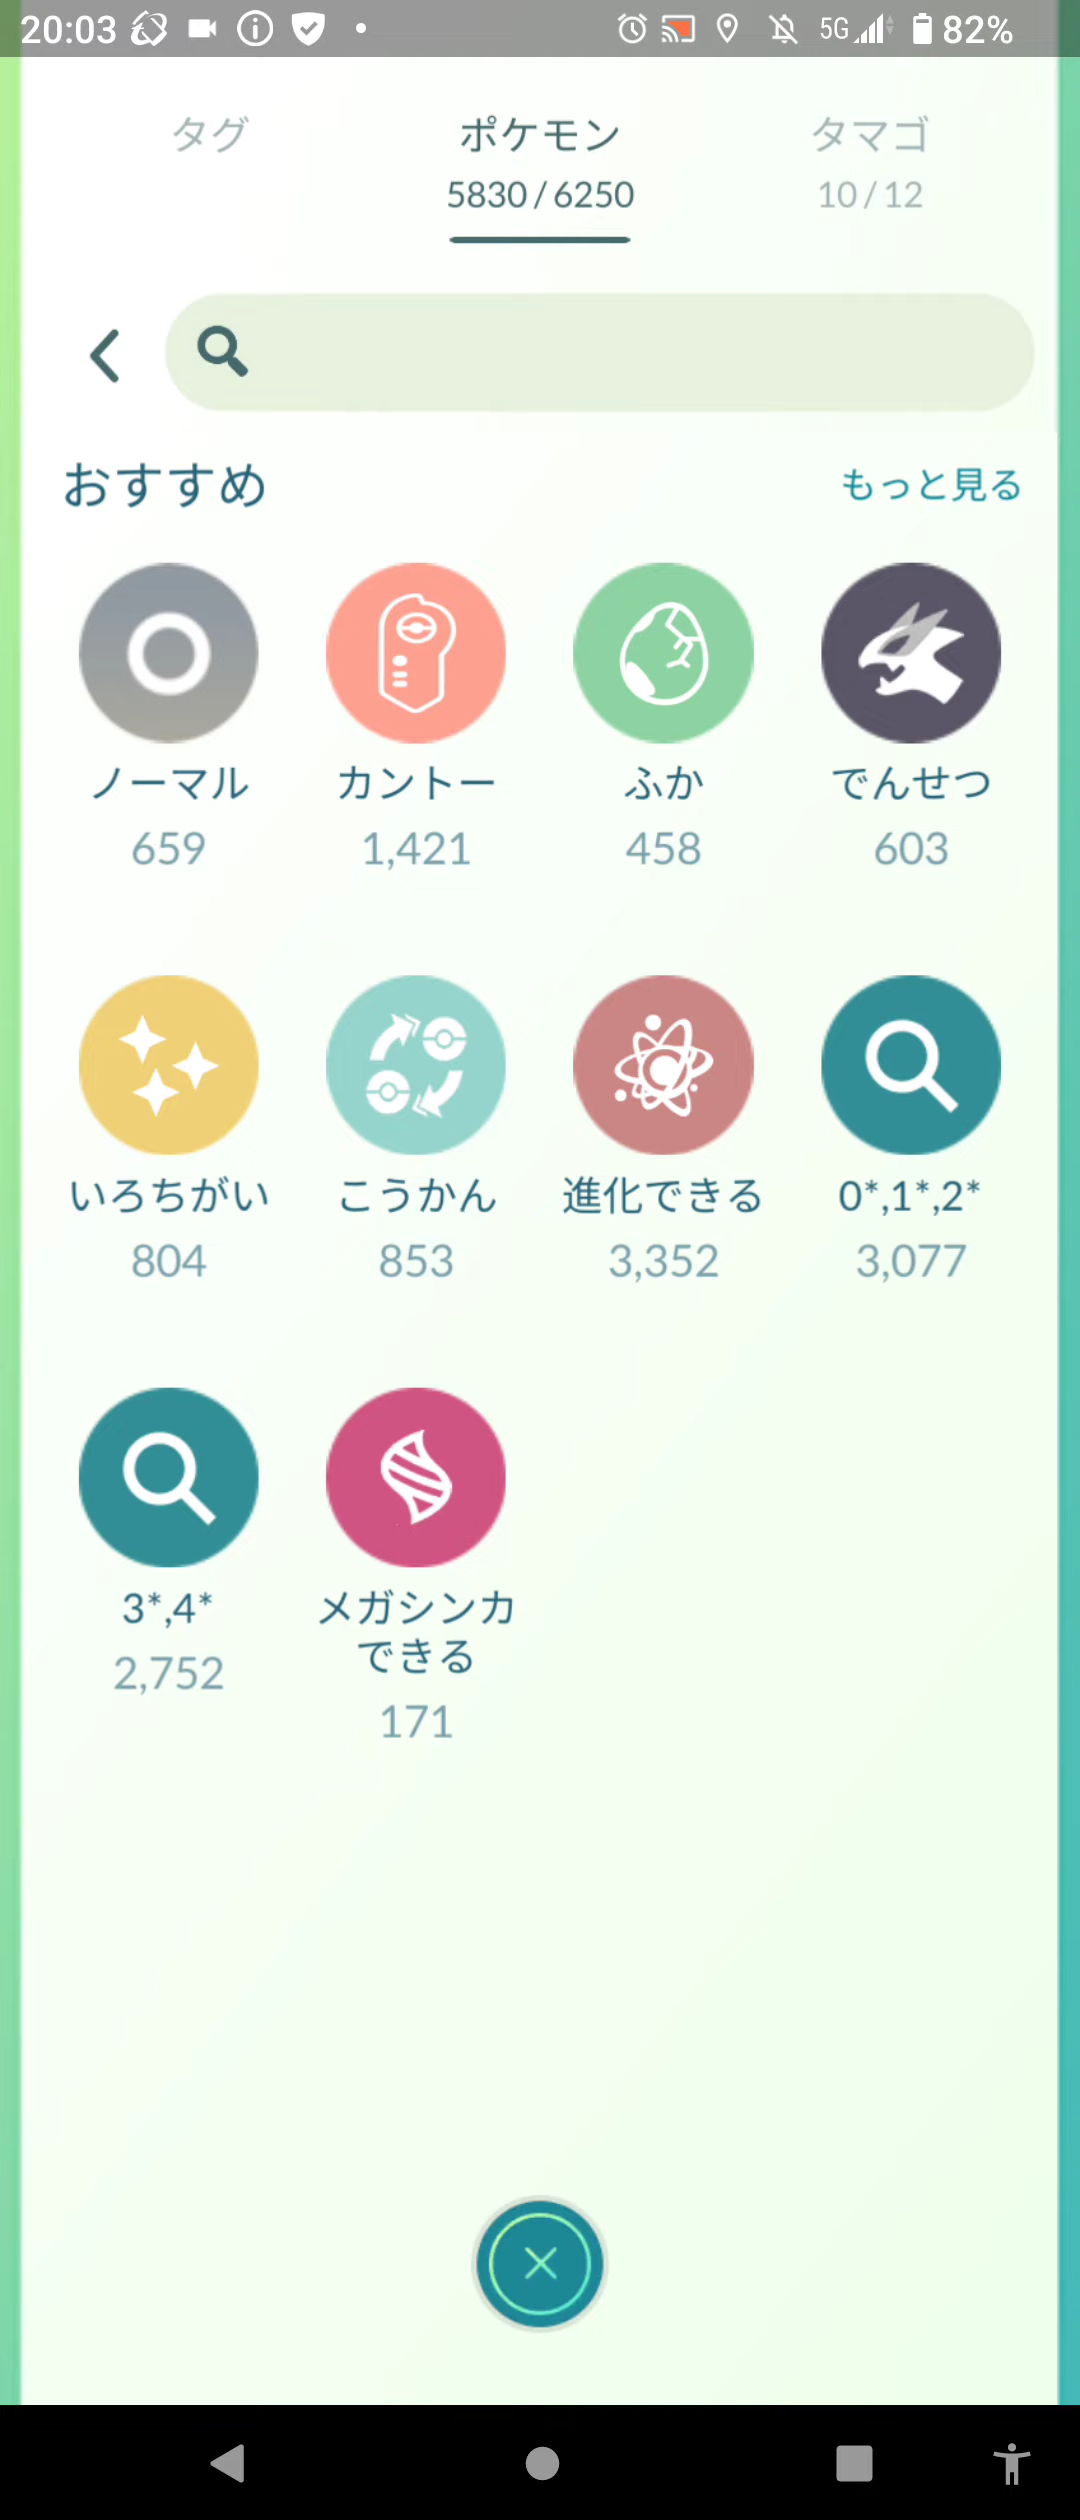 20:03 5G 82%
タグ ポケモン タマゴ
5830 / 6250 10 / 12
おすすめ もっと見る
ノーマル カントー ふか でんせつ
659 1,421 458 603
いろちがい こうかん 進化できる 0*,1*,2*
804 853 3,352 3,077
3*,4* メガシンカ
できる
2,752
171